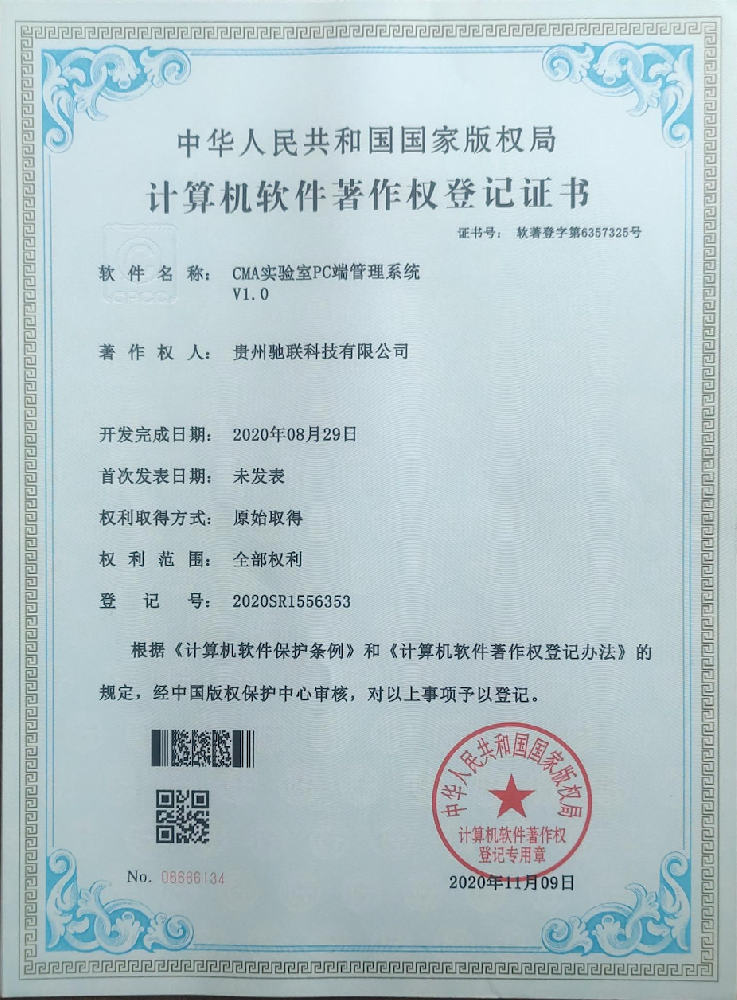 中华人民共和国国家版权局
计算机软件著作权登记证书
证书号： 软著登字第6357325号
软件名称： CMA实验室PC端管理系统
V1.0
著作权人： 贵州驰联科技有限公司
开发完成日期： 2020年08月29日
首次发表日期： 未发表
权利取得方式： 原始取得
权利范围： 全部权利
登记号： 2020SR1556353
根据《计算机软件保护条例》和《计算机软件著作权登记办法》的
规定，经中国版权保护中心审核，对以上事项予以登记。
中华人民共和国国家版权局
计算机软件著作权
登记专用章
No.
2020年11月09日